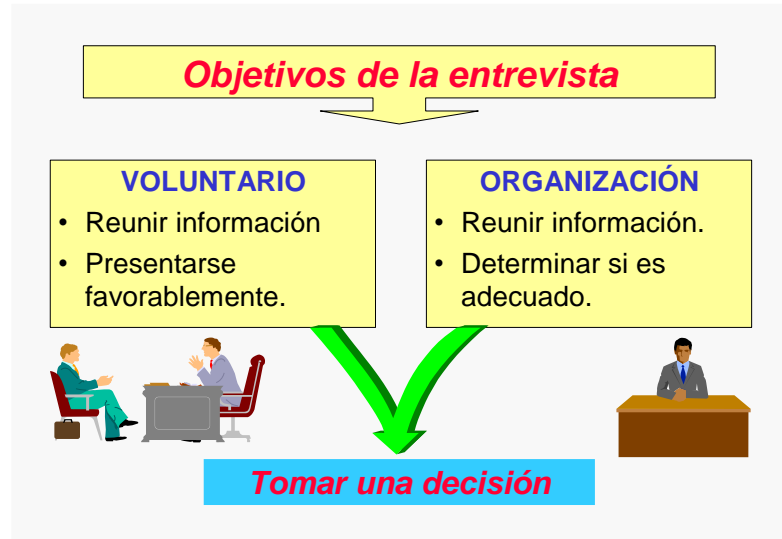 Objetivos de la entrevista
VOLUNTARIO
• Reunir información
• Presentarse
favorablemente.
ORGANIZACIÓN
• Reunir información.
• Determinar si es
adecuado.
Tomar una decisión